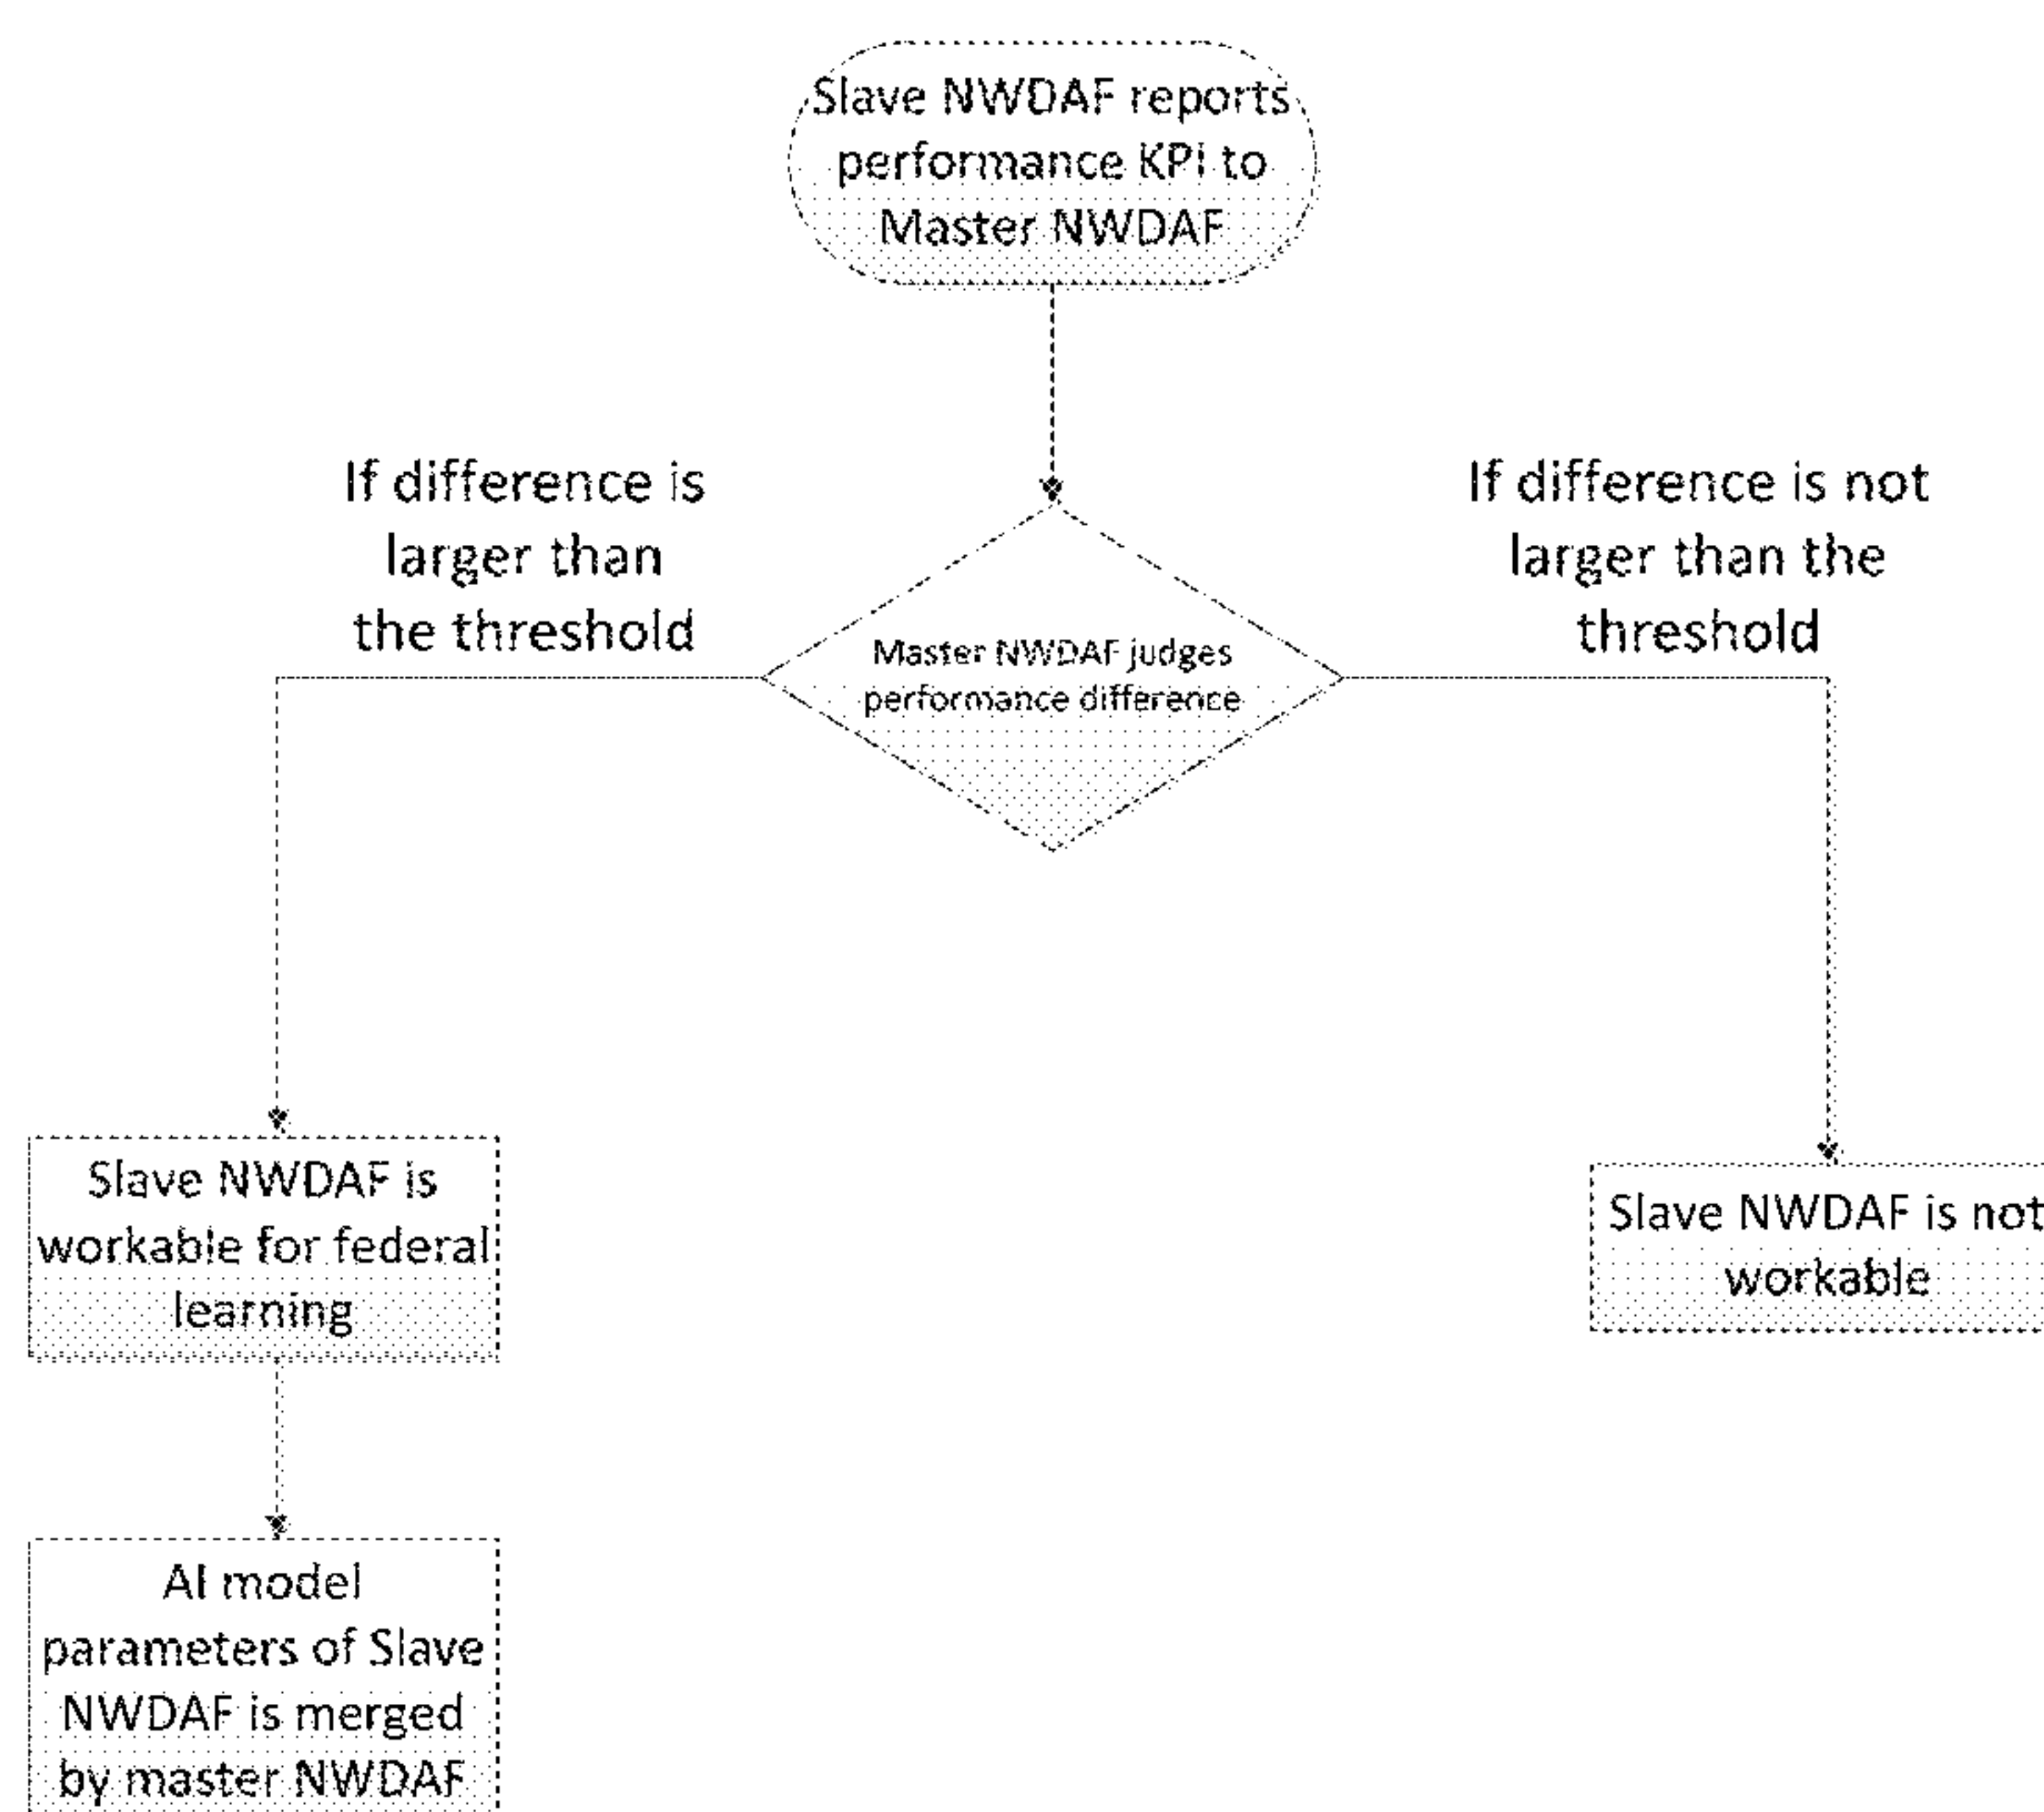 Slave NWDAF reports
performance KPI to
Master NWDAF
If difference is
larger than
the threshold
If difference is not
larger than the
threshold
Master NWDAF judges
performance difference
Slave NWDAF is
workable for federal
learning
Slave NWDAF is not
workable
AI model
parameters of Slave
NWDAF is merged
by master NWDAF